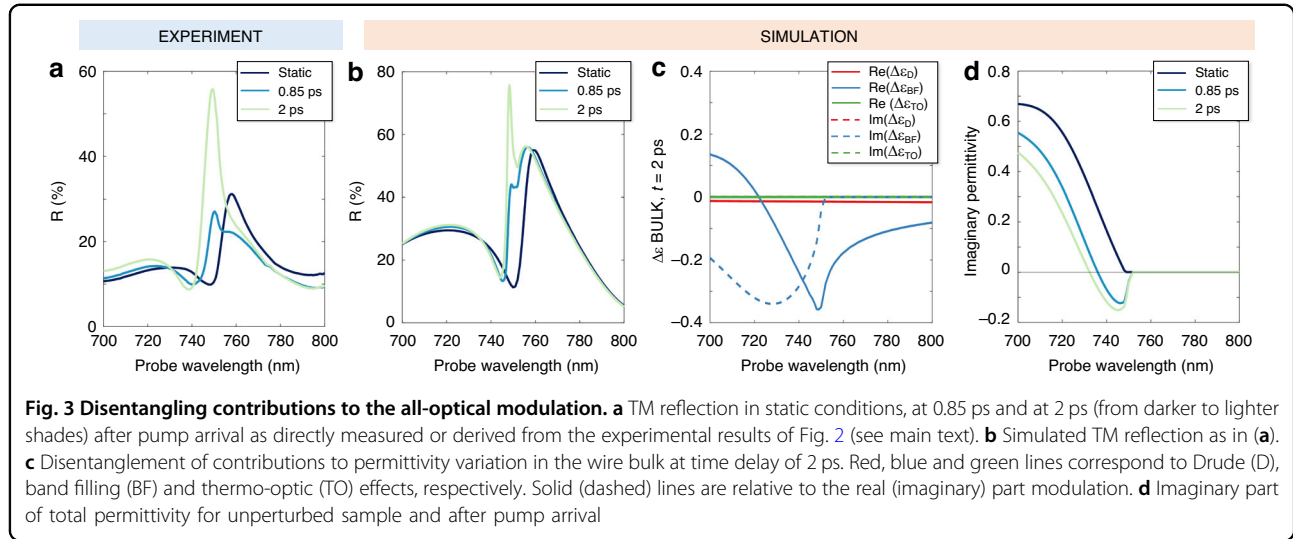 EXPERIMENT
SIMULATION
a
60
40
20
0
R (%)
700 720 740 760 780 800
Probe wavelength (nm)
Static
0.85 ps
2 ps
b
80
60
40
20
0
R (%)
700 720 740 760 780 800
Probe wavelength (nm)
Static
0.85 ps
2 ps
c
0.4
0.2
0
−0.2
−0.4
Δε BULK, t = 2 ps
700 720 740 760 780 800
Probe wavelength (nm)
Re(ΔεD)
Re(ΔεBF)
Re (ΔεTO)
Im(ΔεD)
Im(ΔεBF)
Im(ΔεTO)
d
0.8
0.6
0.4
0.2
0
−0.2
Imaginary permittivity
700 720 740 760 780 800
Probe wavelength (nm)
Static
0.85 ps
2 ps
Fig. 3 Disentangling contributions to the all-optical modulation. a TM reflection in static conditions, at 0.85 ps and at 2 ps (from darker to lighter
shades) after pump arrival as directly measured or derived from the experimental results of Fig. 2 (see main text). b Simulated TM reflection as in (a).
c Disentanglement of contributions to permittivity variation in the wire bulk at time delay of 2 ps. Red, blue and green lines correspond to Drude (D),
band filling (BF) and thermo-optic (TO) effects, respectively. Solid (dashed) lines are relative to the real (imaginary) part modulation. d Imaginary part
of total permittivity for unperturbed sample and after pump arrival